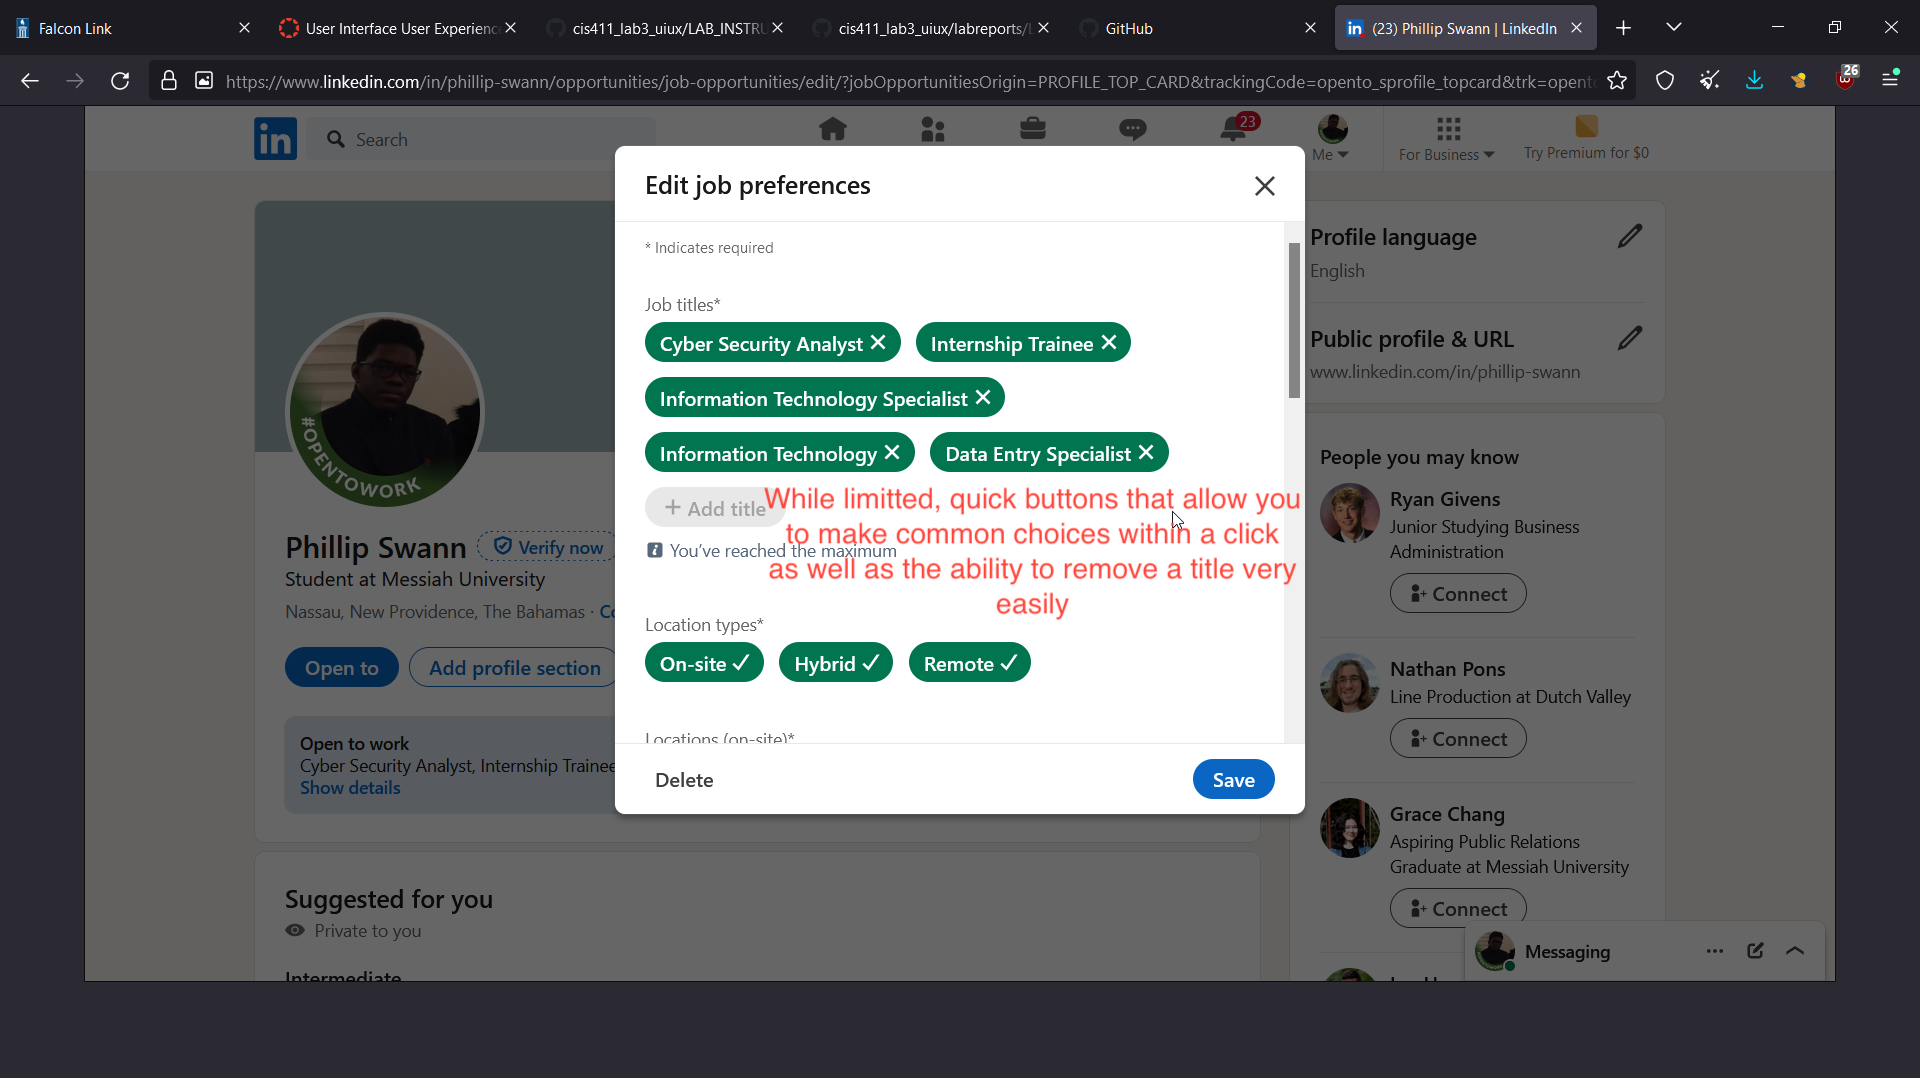 Falcon Link
User Interface User Experience
cis411_lab3_uiux/LAB_INSTRU
cis411_lab3_uiux/labreports/L
GitHub
(23) Phillip Swann | LinkedIn
https://www.linkedin.com/in/phillip-swann/opportunities/job-opportunities/edit/?jobOpportunitiesOrigin=PROFILE_TOP_CARD&trackingCode=opento_sprofile_topcard&trk=opento
26
in
Search
23
Me
For Business
Try Premium for $0
Edit job preferences
* Indicates required
Job titles*
Cyber Security Analyst
Internship Trainee
Information Technology Specialist
Information Technology
Data Entry Specialist
+ Add title
You've reached the maximum
While limitted, quick buttons that allow you
to make common choices within a click
as well as the ability to remove a title very
easily
Location types*
On-site
Hybrid
Remote
Locations (on-site)*
Delete
Save
#OPENTOWORK
Phillip Swann
Verify now
Student at Messiah University
Nassau, New Providence, The Bahamas ·
Open to
Add profile section
Open to work
Cyber Security Analyst, Internship Trainee
Show details
Suggested for you
Private to you
Intermediate
Profile language
English
Public profile & URL
www.linkedin.com/in/phillip-swann
People you may know
Ryan Givens
Junior Studying Business
Administration
Connect
Nathan Pons
Line Production at Dutch Valley
Connect
Grace Chang
Aspiring Public Relations
Graduate at Messiah University
Connect
Messaging